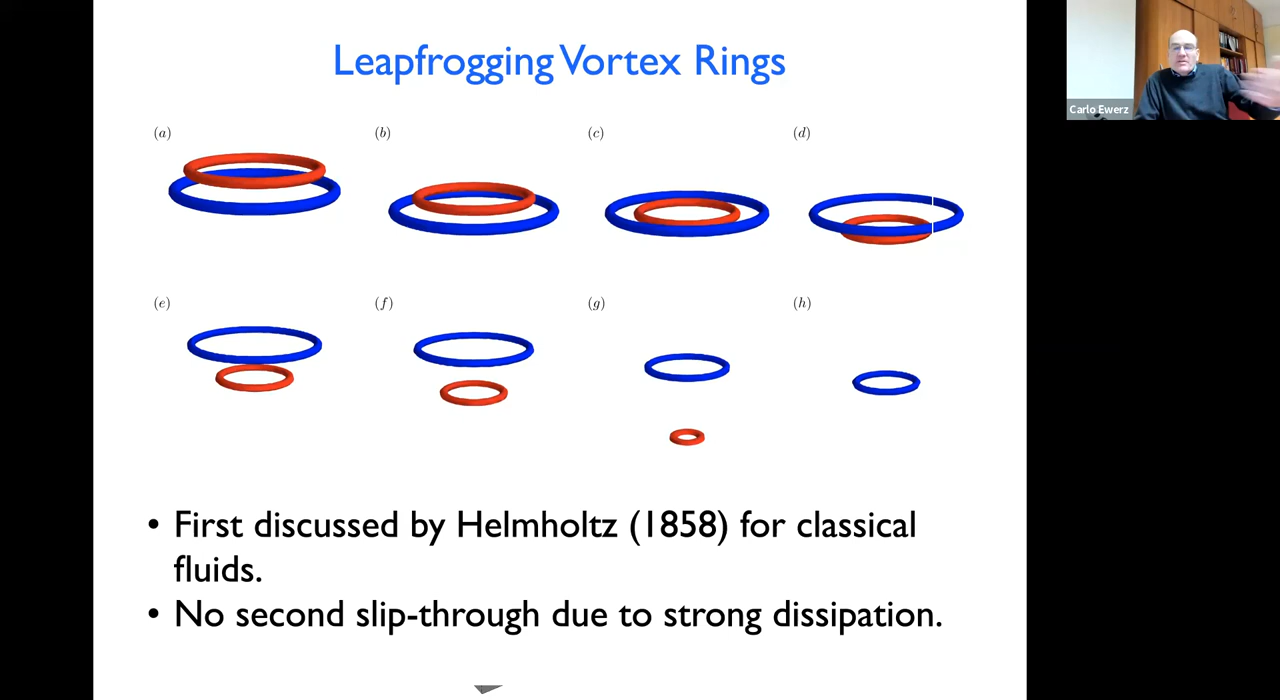 Leapfrogging Vortex Rings
Carlo Ewerz
(a)
(b)
(c)
(d)
(e)
(f)
(g)
(h)
• First discussed by Helmholtz (1858) for classical
fluids.
• No second slip-through due to strong dissipation.